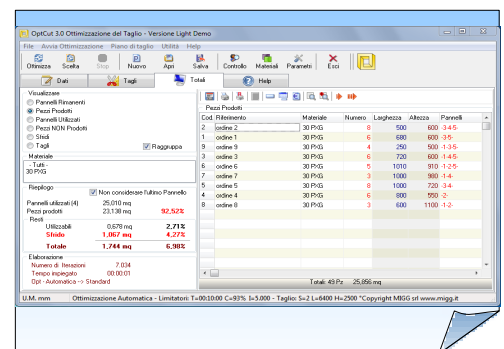 OptCut 3.0 Ottimizzazione del Taglio - Versione Light Demo
File Avvia Ottimizzazione Piano di taglio Utilità Help
Ottimizza Scelta Stop Nuovo Apri Salva Controllo Materiali Parametri Esci
Dati Tagli Totali Help
Visualizzare
Pannelli Rimanenti
Pezzi Prodotti
Pannelli Utilizzati
Pezzi NON Prodotti
Sfridi
Tagli Raggruppa
Materiale
- Tutti -
30 PXG
Riepilogo
Non considerare l'ultimo Pannello
Pannelli utilizzati (4) 25,010 mq
Pezzi prodotti 23,138 mq 92,52%
Resti
Utilizzabili 0,678 mq 2,71%
Sfrido 1,067 mq 4,27%
Totale 1,744 mq 6,98%
Elaborazione
Numero di Iterazioni 7.034
Tempo impiegato 00:00:01
Opt - Automatica -> Standard
Pezzi Prodotti
Cod. Riferimento Materiale Numero Larghezza Altezza Pannelli
2 ordine 2 30 PXG 8 500 600 -3-4-5-
1 ordine 1 30 PXG 6 680 600 -3-5-
9 ordine 9 30 PXG 4 250 500 -1-3-5-
3 ordine 3 30 PXG 6 720 600 -1-4-5-
6 ordine 6 30 PXG 5 1010 910 -1-2-5-
7 ordine 7 30 PXG 3 1000 980 -1-4-
5 ordine 5 30 PXG 8 1000 720 -3-4-
4 ordine 4 30 PXG 6 800 550 -2-
8 ordine 8 30 PXG 3 600 1100 -1-2-
Totali: 49 Pz 25,856 mq
U.M. mm Ottimizzazione Automatica - Limitatori: T=00:10:00 C=93% I=5.000 - Taglio: S=2 L=6400 H=2500 °Copyright MIGG srl www.migg.it